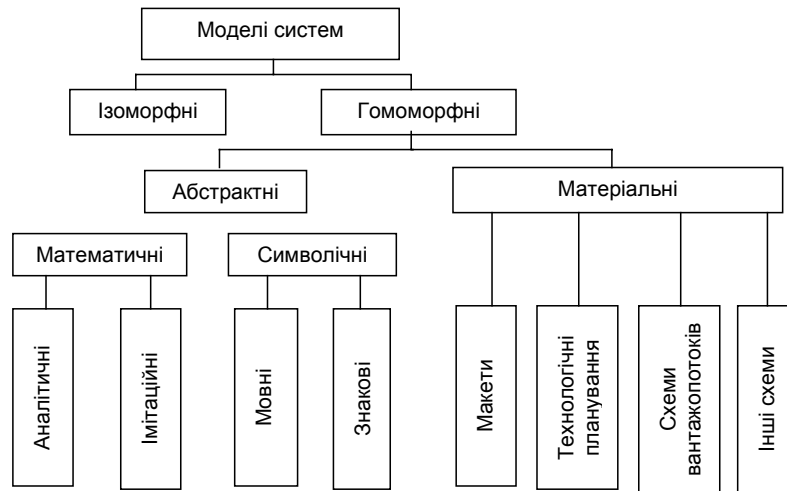 Моделі систем
Ізоморфні
Гомоморфні
Абстрактні
Матеріальні
Математичні
Символічні
Аналітичні
Імітаційні
Мовні
Знакові
Макети
Технологічні
планування
Схеми
вантажопотоків
Інші схеми